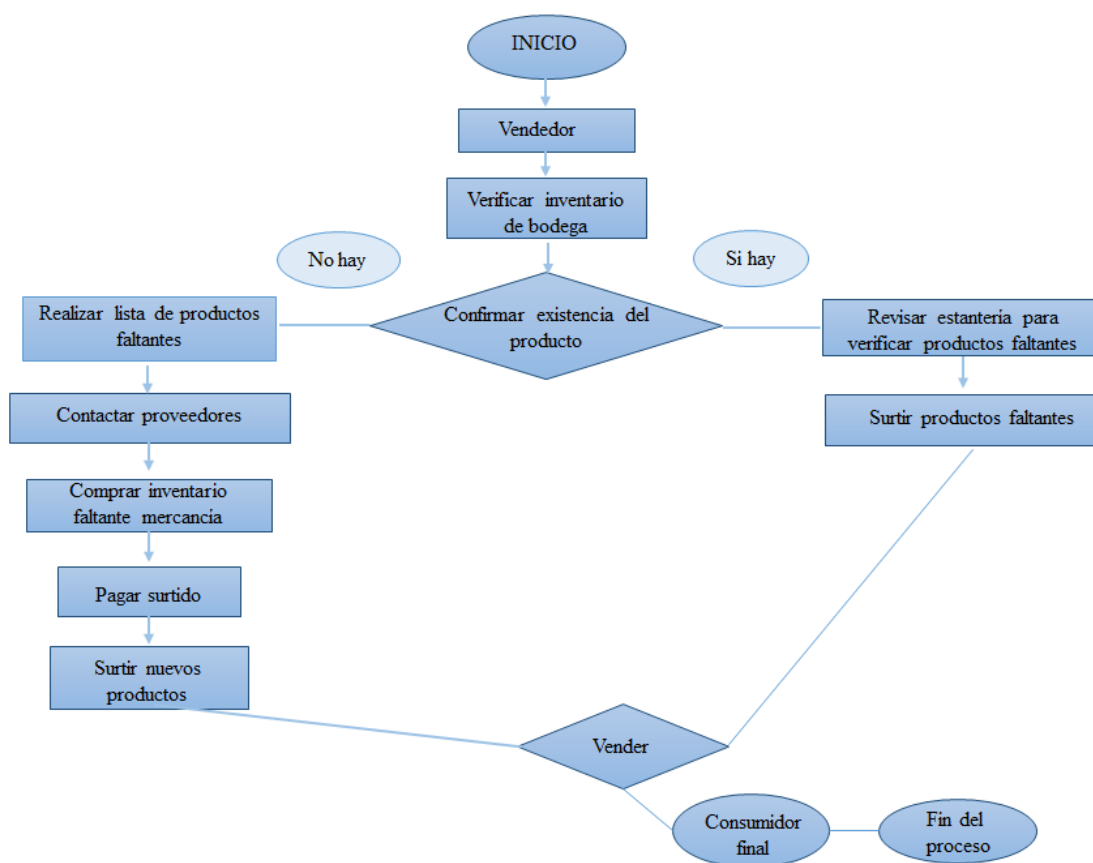 INICIO
Vendedor
Verificar inventario
de bodega
No hay
Si hay
Confirmar existencia del
producto
Realizar lista de productos
faltantes
Revisar estantería para
verificar productos faltantes
Contactar proveedores
Surtir productos faltantes
Comprar inventario
faltante mercancia
Pagar surtido
Surtir nuevos
productos
Vender
Consumidor
final
Fin del
proceso